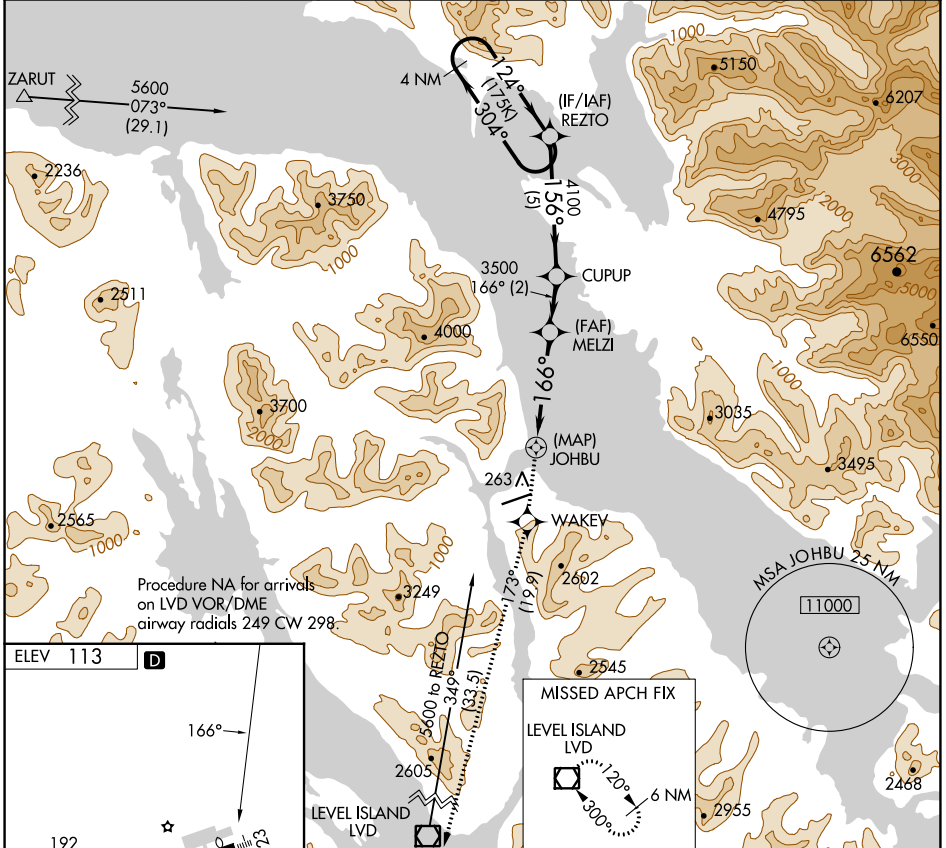 ZARUT
5600
073°
(29.1)
4 NM
124°
(175K)
304°
(IF/IAF)
REZTO
1000
5150
6207
3000
2236
3750
1000
4100
156°
(5)
4795
2000
6562
5000
6550
2511
3500
166° (2)
CUPUP
4000
(FAF)
MELZI
1000
3700
2000
166°
3035
(MAP)
JOHBU
3495
263
2565
1000
WAKEV
1000
2602
MSA JOHBU 25 NM
11000
Procedure NA for arrivals
on LVD VOR/DME
airway radials 249 CW 298.
3249
173°
(19.9)
5600 to REZTO
349°
(33.5)
2545
ELEV 113 D
166°
192
23
2605
LEVEL ISLAND
LVD
MISSED APCH FIX
LEVEL ISLAND
LVD
120°
300°
6 NM
2955
2468